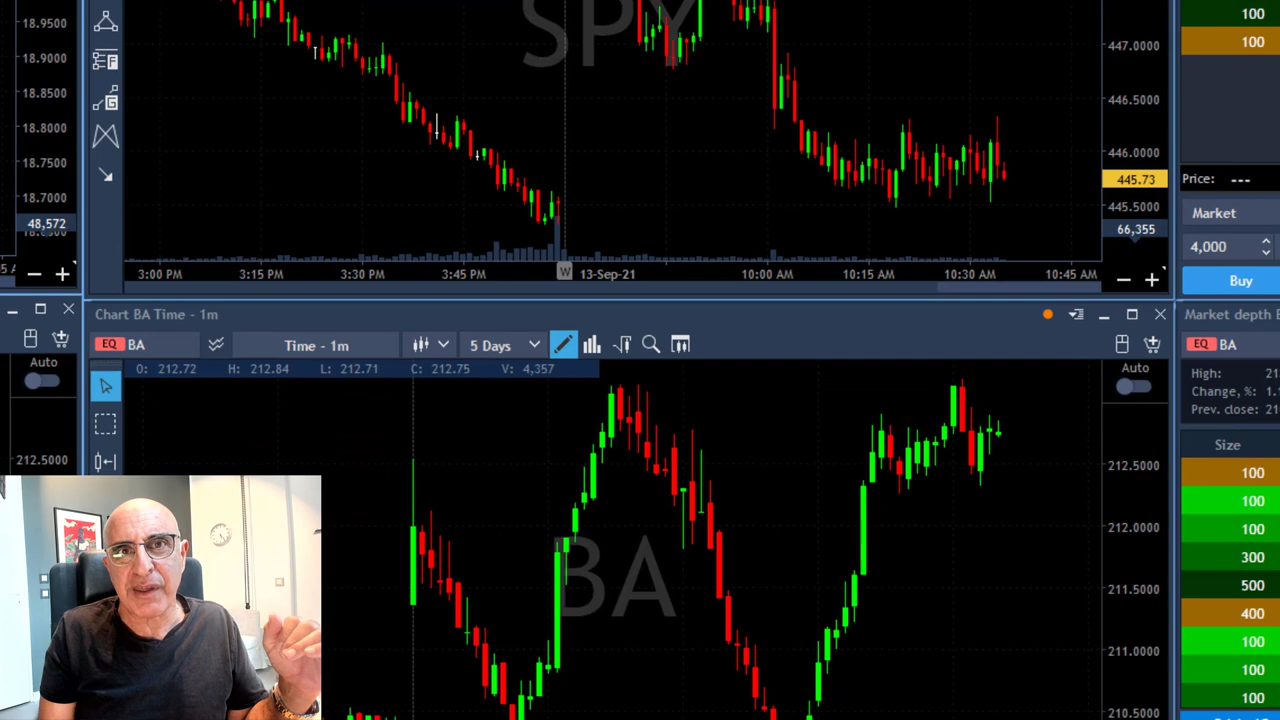 18.9500
18.9000
18.8500
18.8000
18.7500
18.7000
48,572
F
G
SPY
447.0000
446.5000
446.0000
445.73
445.5000
66,355
3:00 PM 3:15 PM 3:30 PM 3:45 PM W 13-Sep-21 10:00 AM 10:15 AM 10:30 AM 10:45 AM
100
100
Price: ---
Market
4,000
Buy
Chart BA Time - 1m
EQ BA
Time - 1m
5 Days
O: 212.72 H: 212.84 L: 212.71 C: 212.75 V: 4,357
Auto
Auto
212.5000
BA
212.5000
212.0000
211.5000
211.0000
210.5000
Market depth
EQ BA
High:
Change, %:
Prev. close:
Size
100
100
100
300
500
400
100
100
100